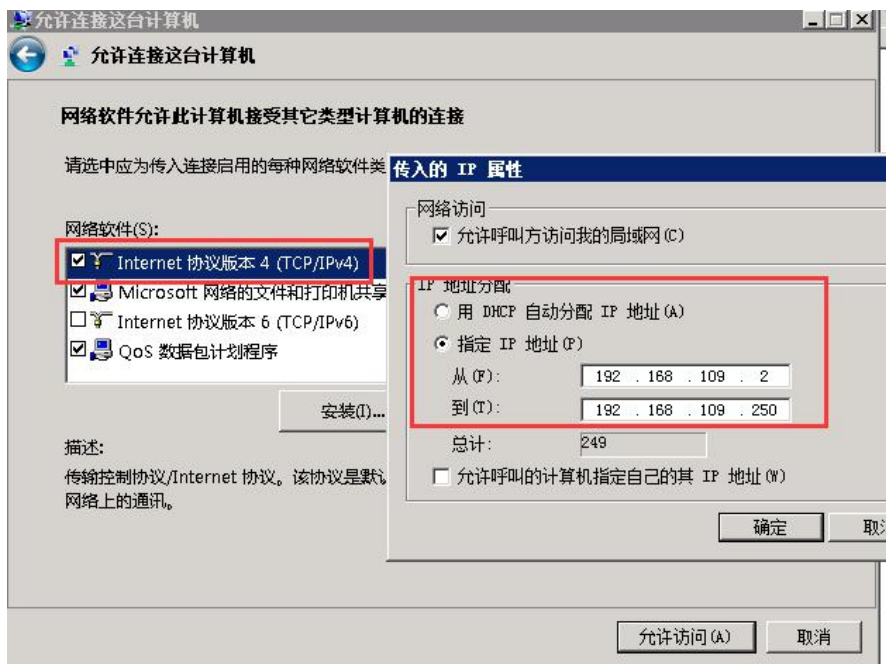 允许连接这台计算机
允许连接这台计算机
网络软件允许此计算机接受其它类型计算机的连接
请选中应为传入连接启用的每种网络软件类
网络软件(S):
Internet 协议版本 4 (TCP/IPv4)
Microsoft 网络的文件和打印机共享
Internet 协议版本 6 (TCP/IPv6)
QoS 数据包计划程序
安装(I)...
描述:
传输控制协议/Internet 协议。该协议是默认
网络上的通讯。
传入的 IP 属性
网络访问
允许呼叫方访问我的局域网(C)
IP 地址分配
用 DHCP 自动分配 IP 地址(A)
指定 IP 地址(P)
从(F): 192 . 168 . 109 . 2
到(T): 192 . 168 . 109 . 250
总计: 249
允许呼叫的计算机指定自己的其 IP 地址(W)
确定
取消
允许访问(A)
取消